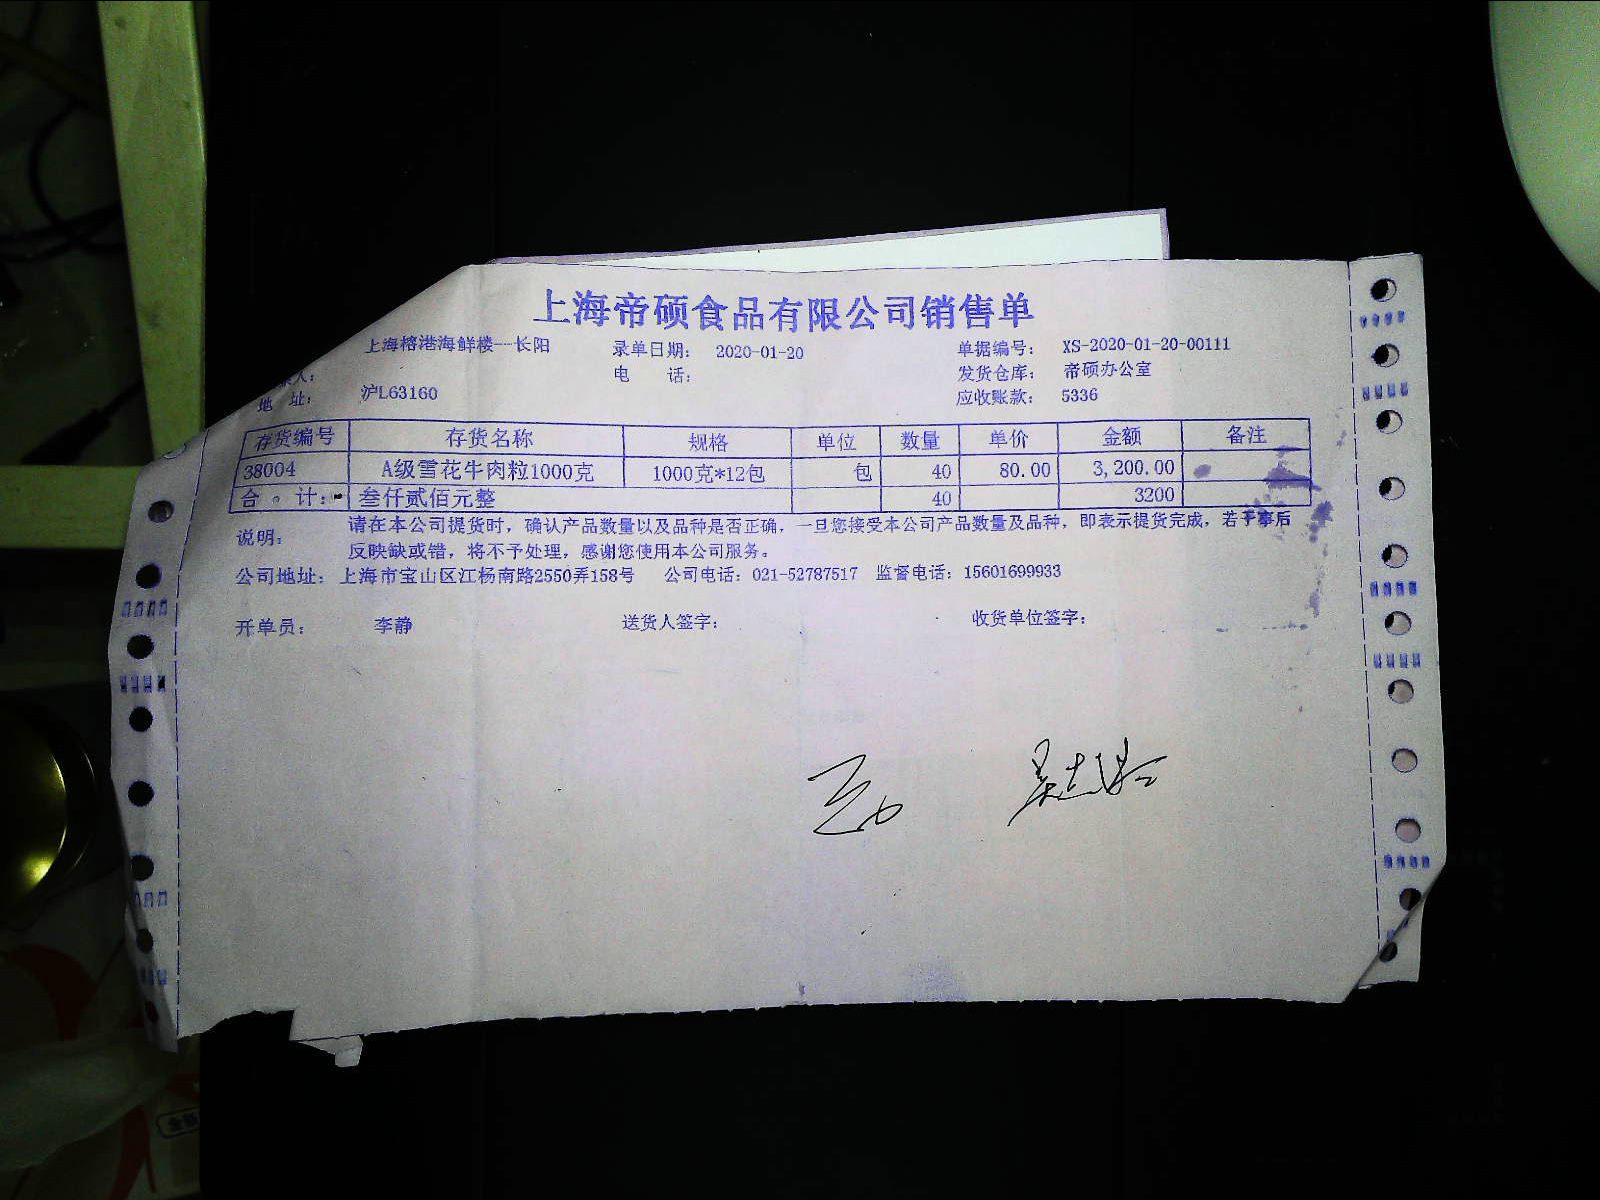 上海帝硕食品有限公司销售单
上海榕港海鲜楼--长阳 录单日期: 2020-01-20 单据编号: XS-2020-01-20-00111
人: 电 话: 发货仓库: 帝硕办公室
地 址: 沪L63160 应收账款: 5336
存货编号 存货名称 规格 单位 数量 单价 金额 备注
38004 A级雪花牛肉粒1000克 1000克*12包 包 40 80.00 3,200.00
合 计: 叁仟贰佰元整 40 3200
说明: 请在本公司提货时, 确认产品数量以及品种是否正确, 一旦您接受本公司产品数量及品种, 即表示提货完成, 若予事后
反映缺或错, 将不予处理, 感谢您使用本公司服务。
公司地址: 上海市宝山区江杨南路2550弄158号 公司电话: 021-52787517 监督电话: 15601699933
开单员: 李静 送货人签字: 收货单位签字: